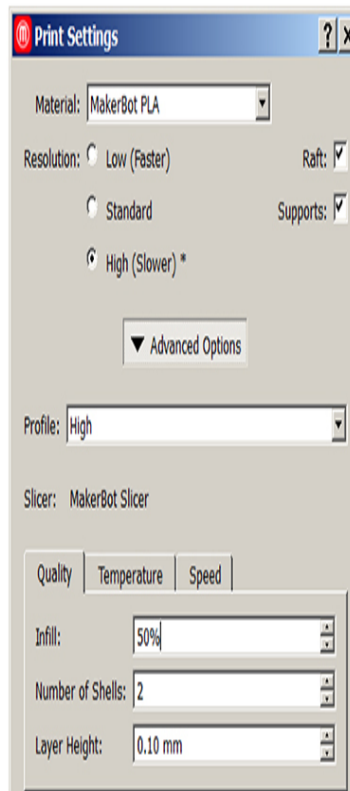 Print Settings ? X
Material: MakerBot PLA
Resolution: Low (Faster) Raft:
Standard Supports:
High (Slower) *
Advanced Options
Profile: High
Slicer: MakerBot Slicer
Quality Temperature Speed
Infill: 50%
Number of Shells: 2
Layer Height: 0.10 mm